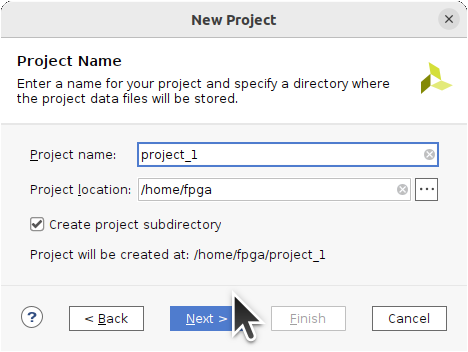 New Project
Project Name
Enter a name for your project and specify a directory where
the project data files will be stored.
Project name: project_1
Project location: /home/fpga ...
Create project subdirectory
Project will be created at: /home/fpga/project_1
? < Back Next > Finish Cancel